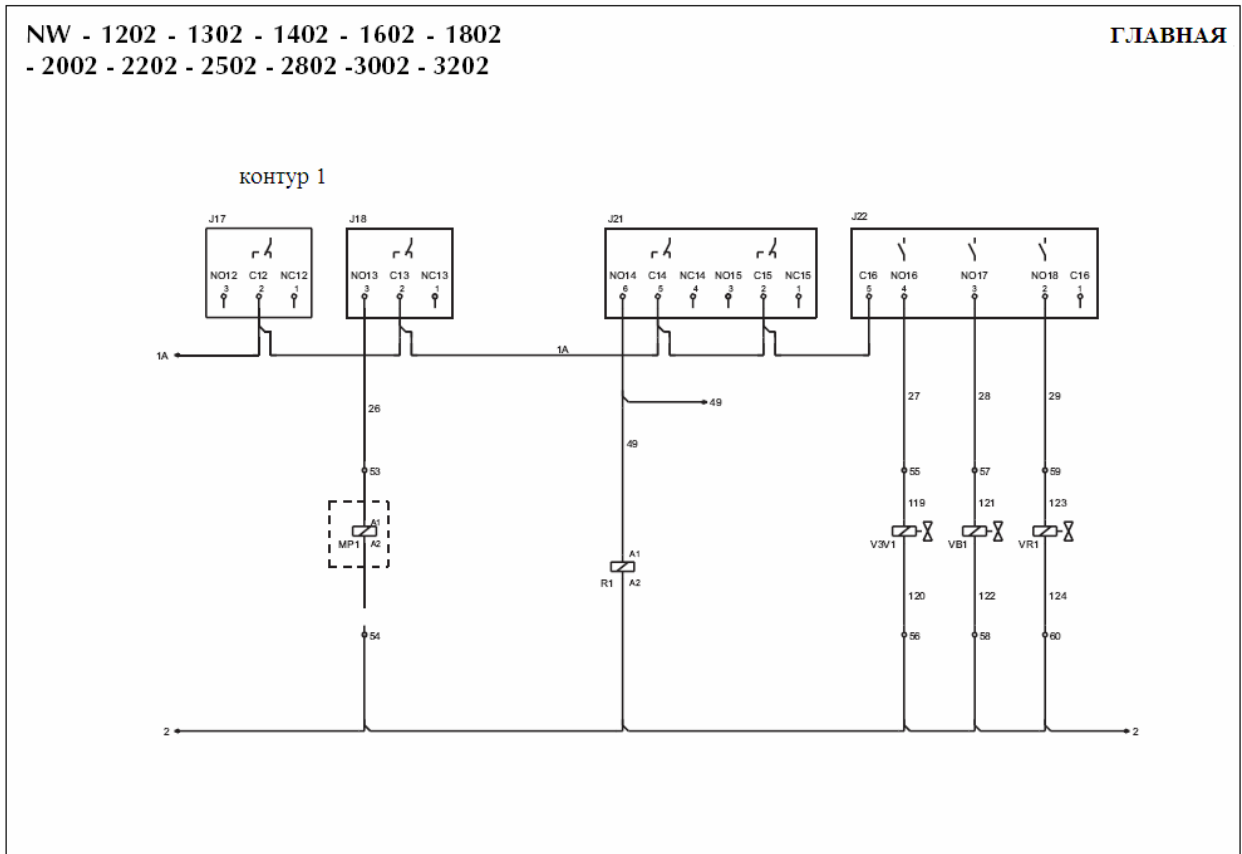 NW - 1202 - 1302 - 1402 - 1602 - 1802
- 2002 - 2202 - 2502 - 2802 -3002 - 3202
ГЛАВНАЯ
контур 1
J17 J18 J21 J22
NO12 C12 NC12 NO13 C13 NC13 NO14 C14 NC14 NO15 C15 NC15 C16 NO16 NO17 NO18 C16
3 2 1 3 2 1 6 5 4 3 2 1 5 4 3 2 1
1A 1A
49
26 27 28 29
49
53 55 57 59
119 121 123
A1
MP1 A2 V3V1 VB1 VR1
A1
R1 A2
120 122 124
54 56 58 60
2 2